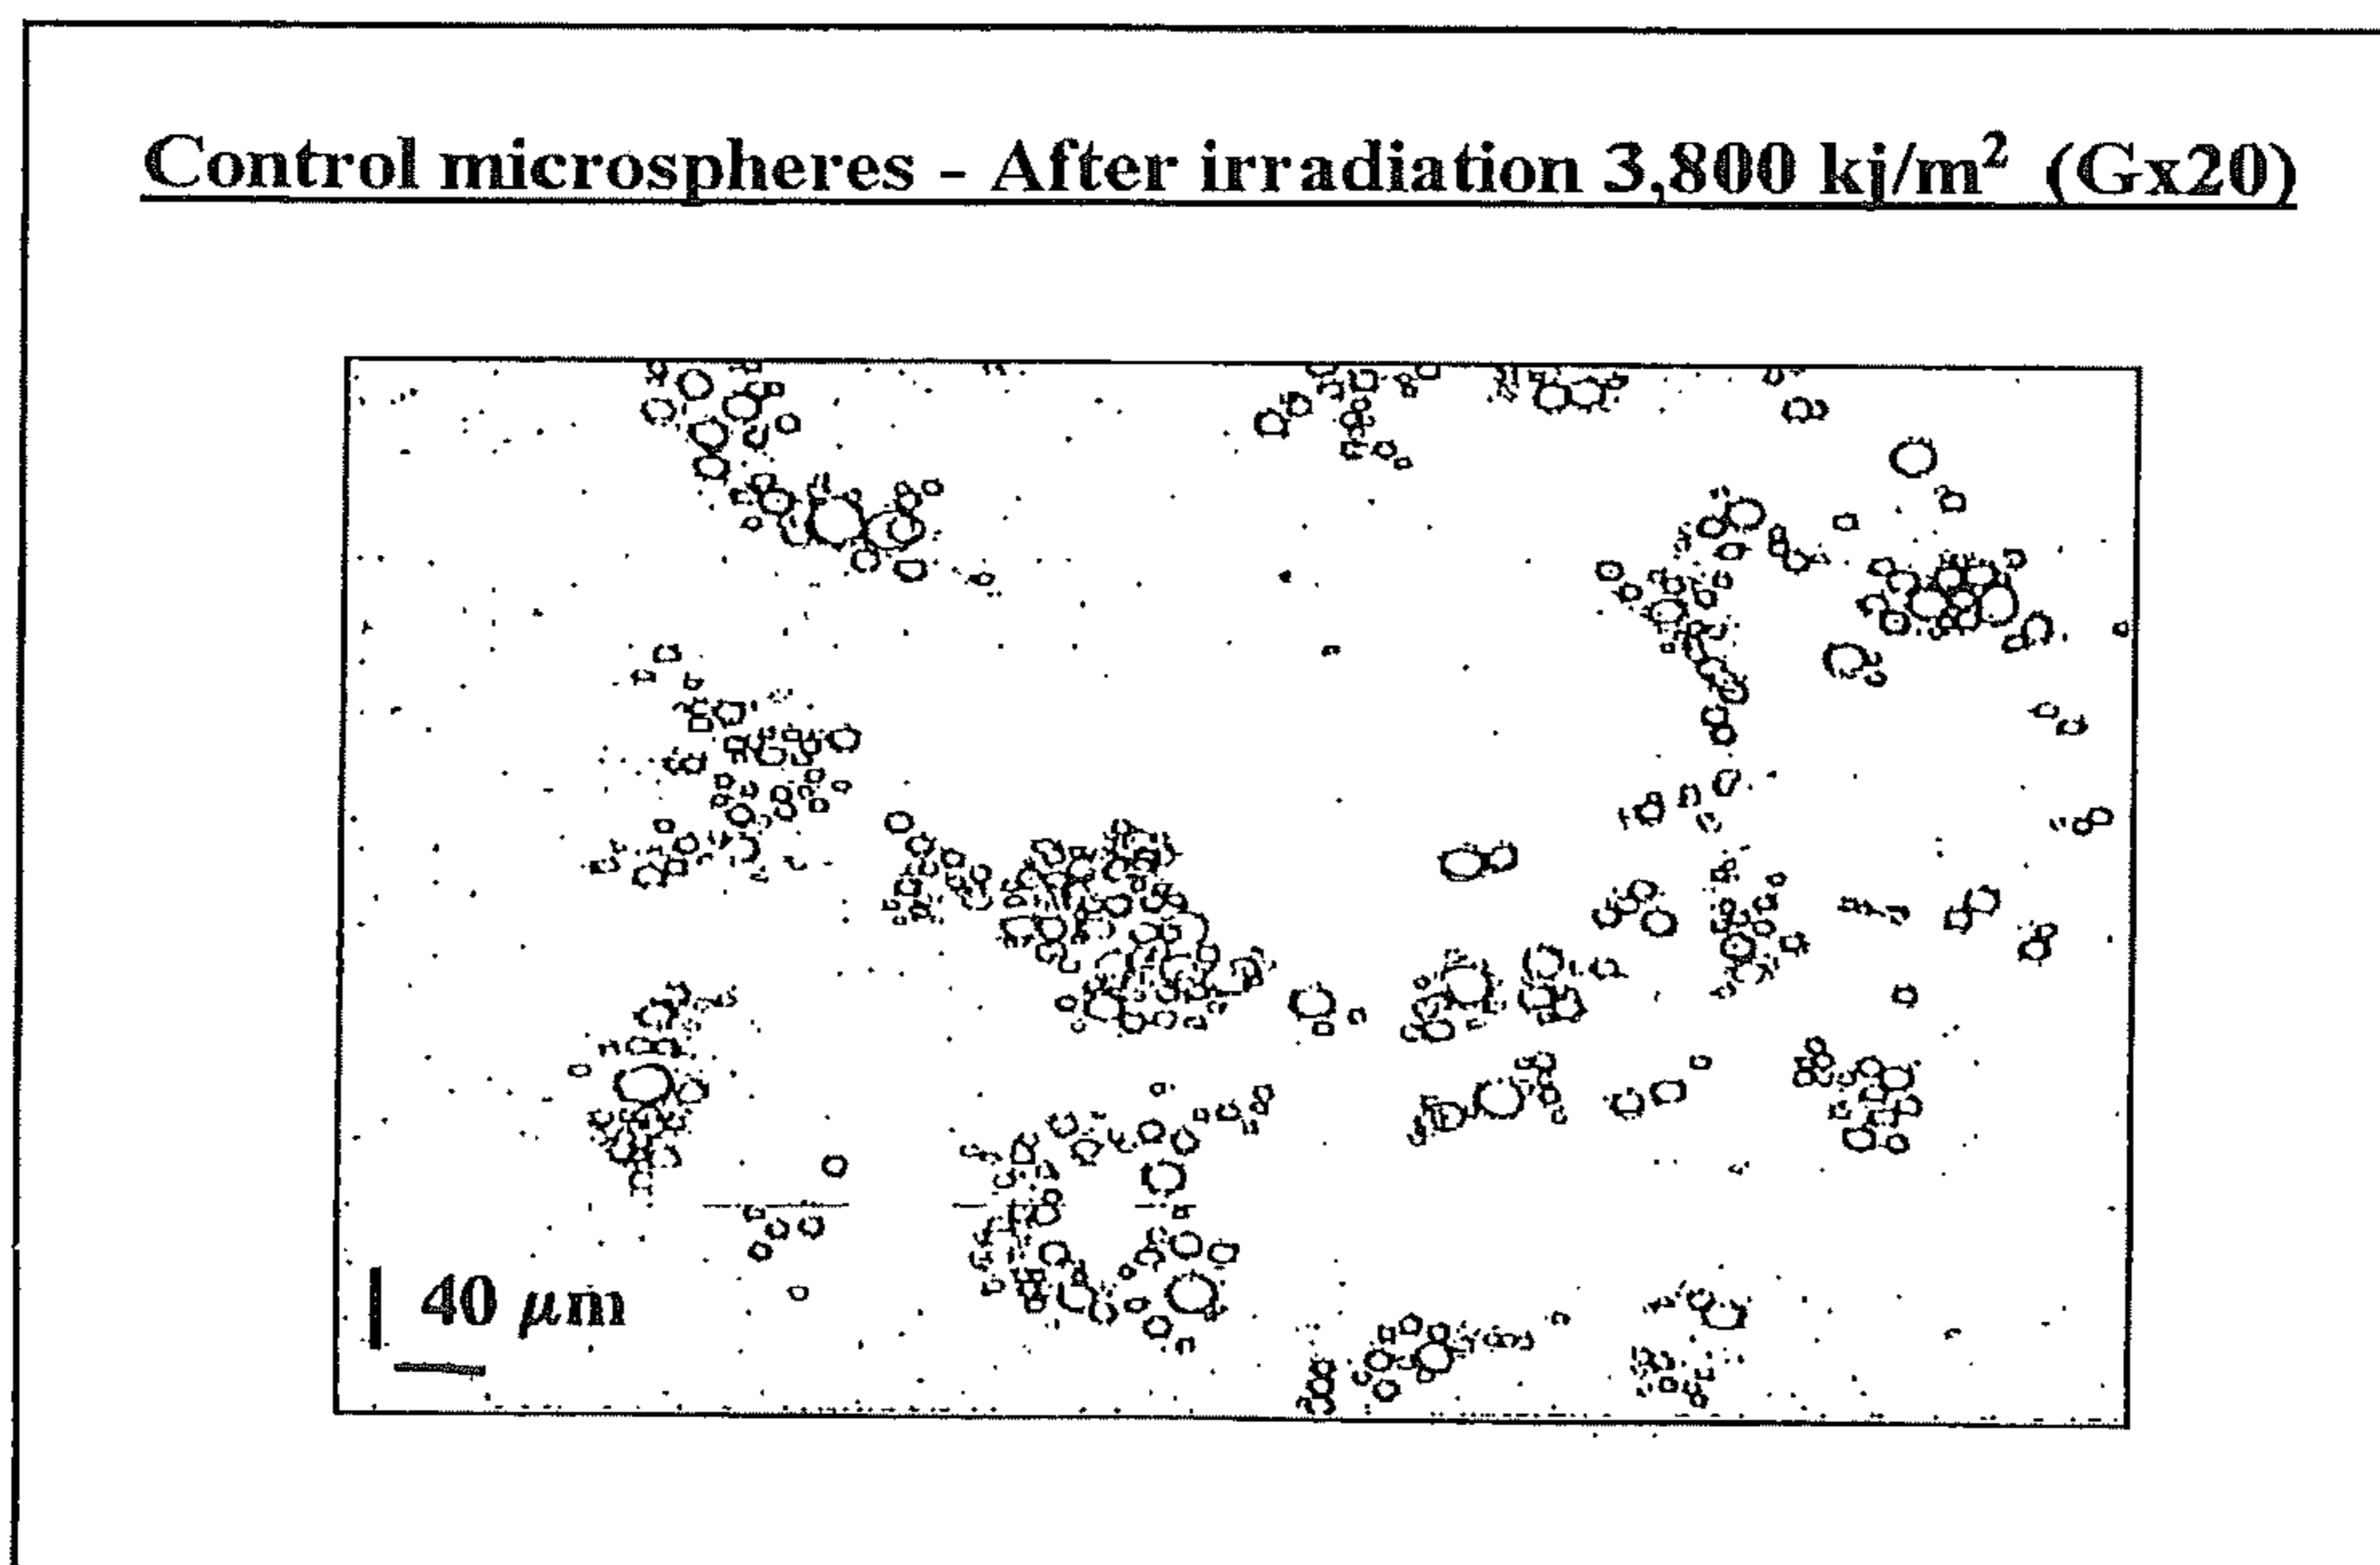 Control microspheres - After irradiation 3,800 kj/m² (Gx20)
40 μm